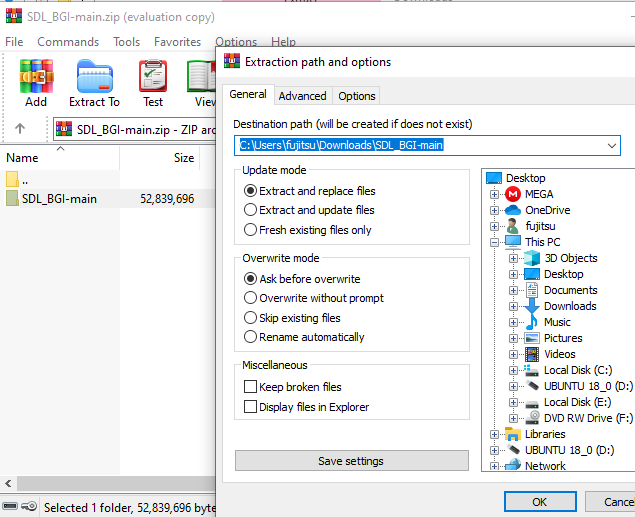 SDL_BGI-main.zip (evaluation copy)
File Commands Tools Favorites Options Help
Add Extract To Test View
SDL_BGI-main.zip - ZIP arc
Name Size
..
SDL_BGI-main 52,839,696
Selected 1 folder, 52,839,696 byte
Extraction path and options
General Advanced Options
Destination path (will be created if does not exist)
C:\Users\fujitsu\Downloads\SDL_BGI-main
Update mode
Extract and replace files
Extract and update files
Fresh existing files only
Overwrite mode
Ask before overwrite
Overwrite without prompt
Skip existing files
Rename automatically
Miscellaneous
Keep broken files
Display files in Explorer
Save settings
Desktop
MEGA
OneDrive
fujitsu
This PC
3D Objects
Desktop
Documents
Downloads
Music
Pictures
Videos
Local Disk (C:)
UBUNTU 18_0 (D:)
Local Disk (E:)
DVD RW Drive (F:)
Libraries
UBUNTU 18_0 (D:)
Network
OK Cance